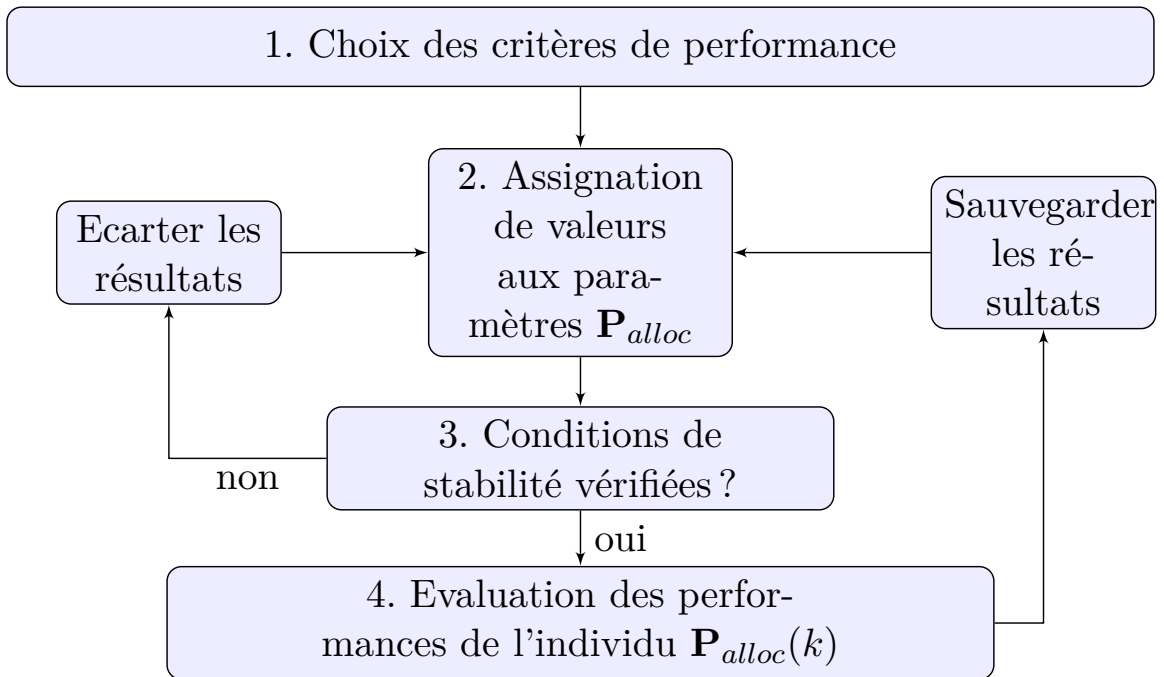 1. Choix des critères de performance
2. Assignation
de valeurs
aux para-
mètres P_alloc
Ecarter les
résultats
Sauvegarder
les ré-
sultats
3. Conditions de
stabilité vérifiées ?
non
oui
4. Evaluation des perfor-
mances de l'individu P_alloc(k)